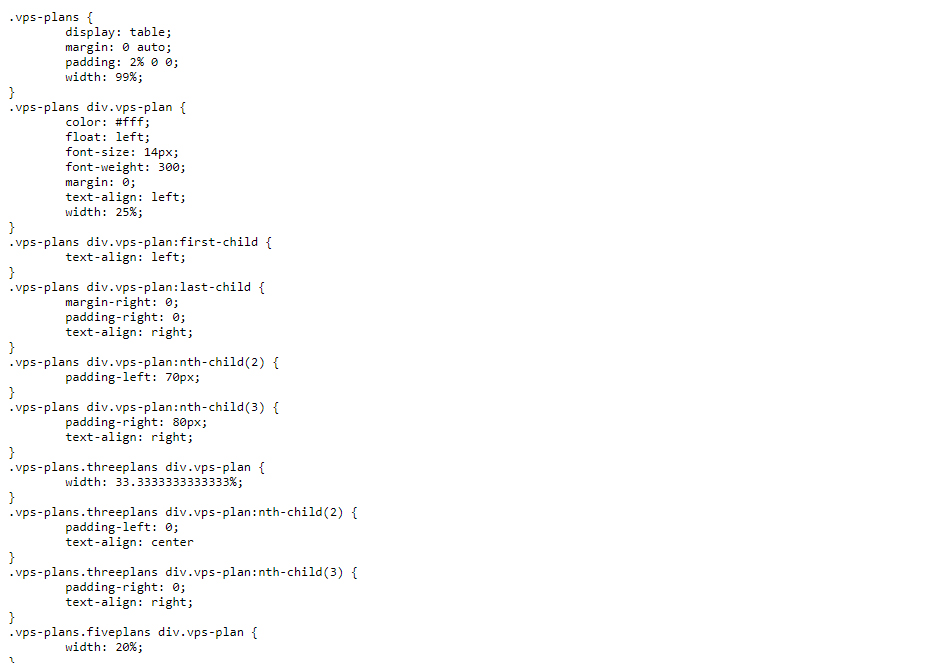 .vps-plans {
display: table;
margin: 0 auto;
padding: 2% 0 0;
width: 99%;
}
.vps-plans div.vps-plan {
color: #fff;
float: left;
font-size: 14px;
font-weight: 300;
margin: 0;
text-align: left;
width: 25%;
}
.vps-plans div.vps-plan:first-child {
text-align: left;
}
.vps-plans div.vps-plan:last-child {
margin-right: 0;
padding-right: 0;
text-align: right;
}
.vps-plans div.vps-plan:nth-child(2) {
padding-left: 70px;
}
.vps-plans div.vps-plan:nth-child(3) {
padding-right: 80px;
text-align: right;
}
.vps-plans.threeplans div.vps-plan {
width: 33.3333333333333%;
}
.vps-plans.threeplans div.vps-plan:nth-child(2) {
padding-left: 0;
text-align: center
}
.vps-plans.threeplans div.vps-plan:nth-child(3) {
padding-right: 0;
text-align: right;
}
.vps-plans.fiveplans div.vps-plan {
width: 20%;
}